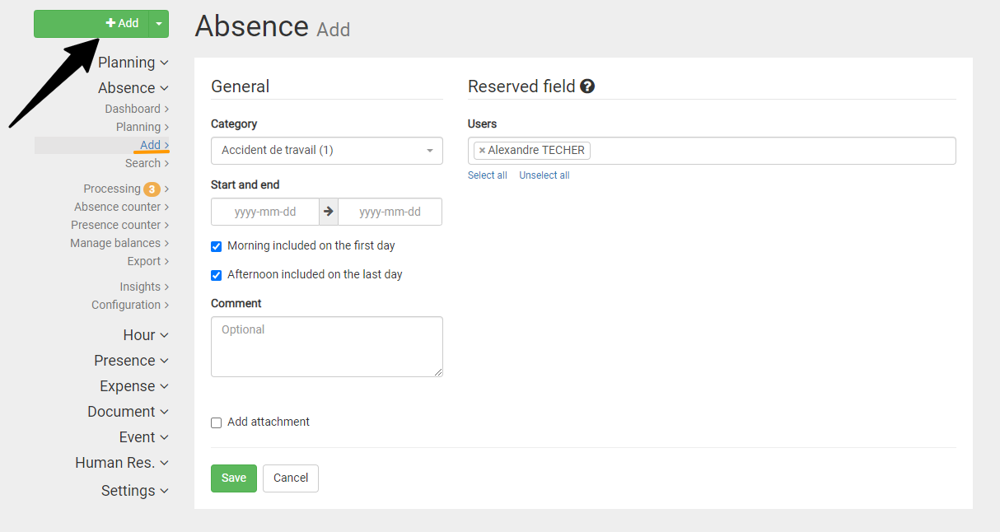 Add
Absence Add
Planning
Absence
Dashboard
Planning
Add
Search
Processing 3
Absence counter
Presence counter
Manage balances
Export
Insights
Configuration
Hour
Presence
Expense
Document
Event
Human Res.
Settings
General
Category
Accident de travail (1)
Start and end
yyyy-mm-dd yyyy-mm-dd
Morning included on the first day
Afternoon included on the last day
Comment
Optional
Add attachment
Save Cancel
Reserved field ?
Users
× Alexandre TECHER
Select all Unselect all